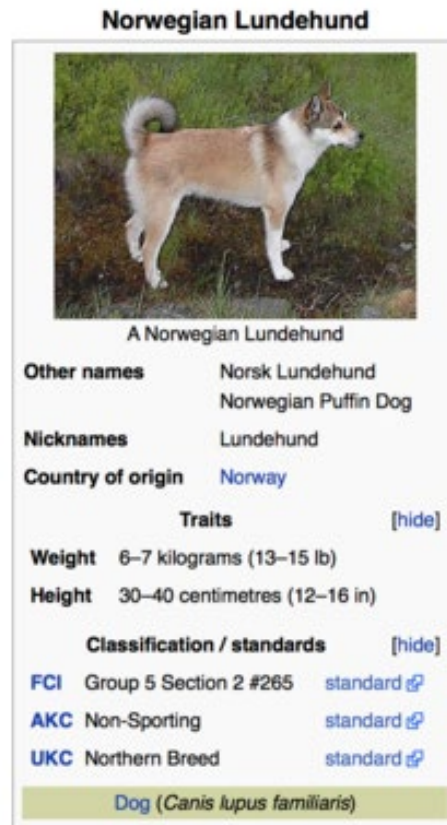 Norwegian Lundehund
A Norwegian Lundehund
Other names Norsk Lundehund
Norwegian Puffin Dog
Nicknames Lundehund
Country of origin Norway
Traits [hide]
Weight 6–7 kilograms (13–15 lb)
Height 30–40 centimetres (12–16 in)
Classification / standards [hide]
FCI Group 5 Section 2 #265 standard
AKC Non-Sporting standard
UKC Northern Breed standard
Dog (Canis lupus familiaris)